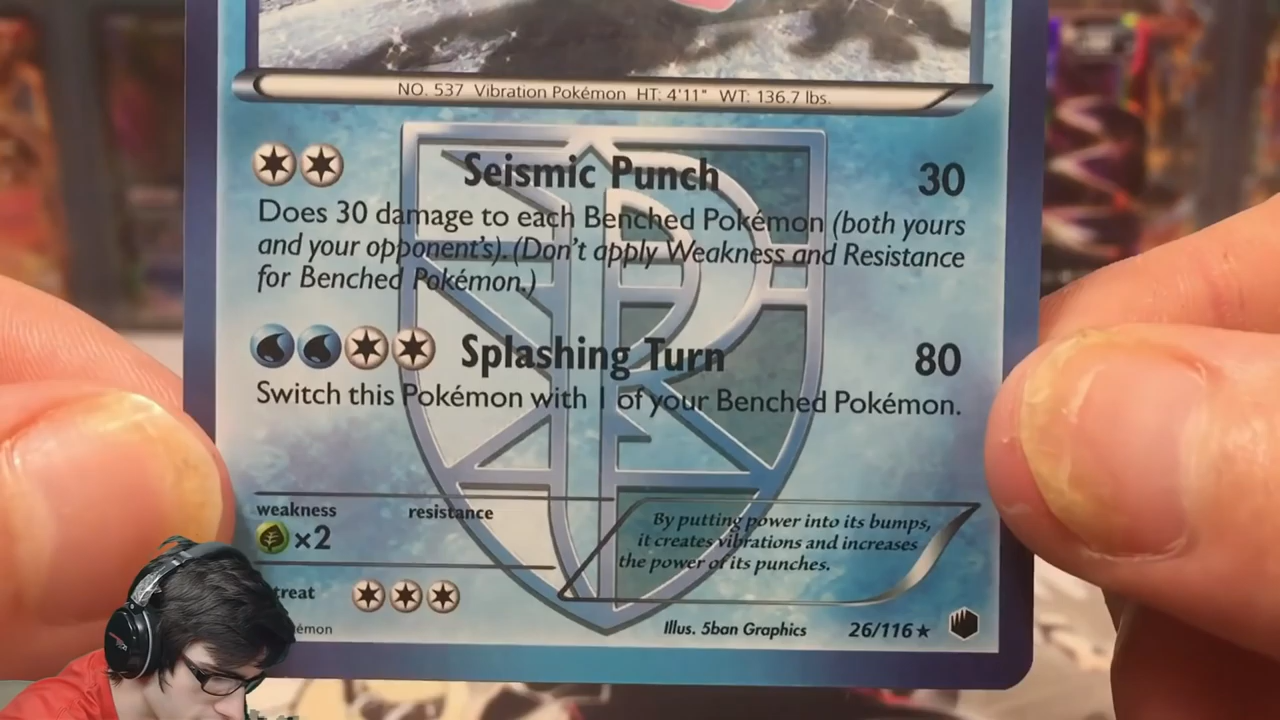 NO. 537 Vibration Pokémon HT: 4'11" WT: 136.7 lbs.
Seismic Punch 30
Does 30 damage to each Benched Pokémon (both yours
and your opponent's). (Don't apply Weakness and Resistance
for Benched Pokémon.)
Splashing Turn 80
Switch this Pokémon with 1 of your Benched Pokémon.
weakness resistance
×2
By putting power into its bumps,
it creates vibrations and increases
the power of its punches.
treat
émon
Illus. 5ban Graphics 26/116★